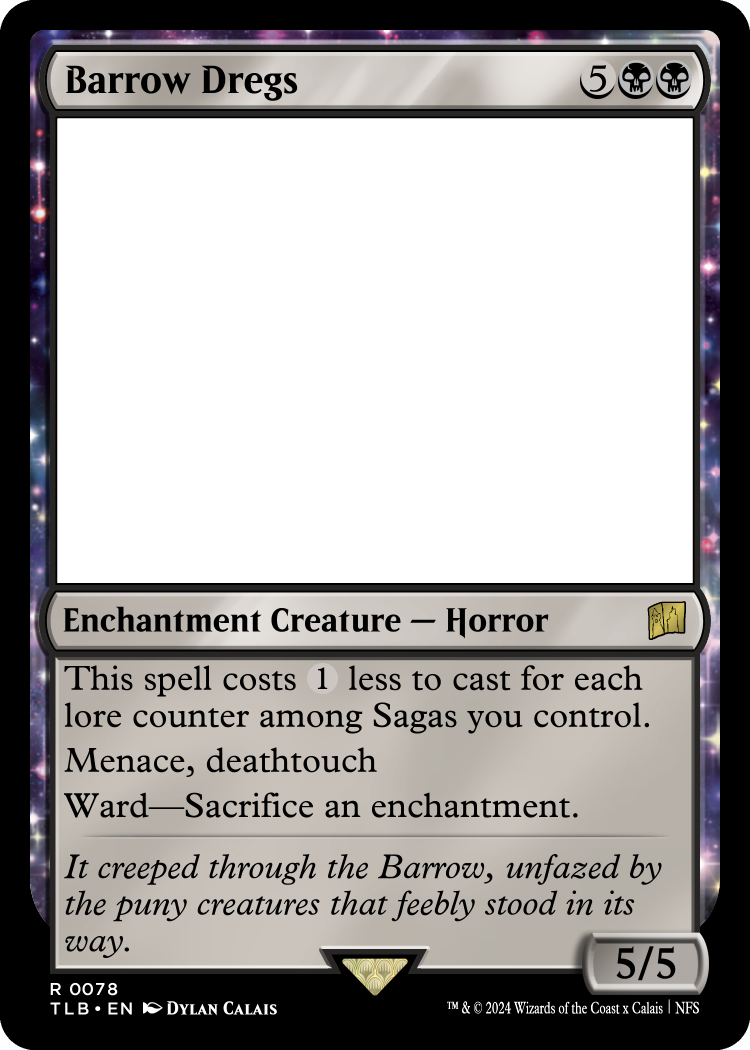 Barrow Dregs 5
Enchantment Creature — Horror
This spell costs 1 less to cast for each
lore counter among Sagas you control.
Menace, deathtouch
Ward—Sacrifice an enchantment.
It creeped through the Barrow, unfazed by
the puny creatures that feebly stood in its
way.
5/5
R 0078
TLB • EN Dylan Calais
™ & © 2024 Wizards of the Coast x Calais | NFS